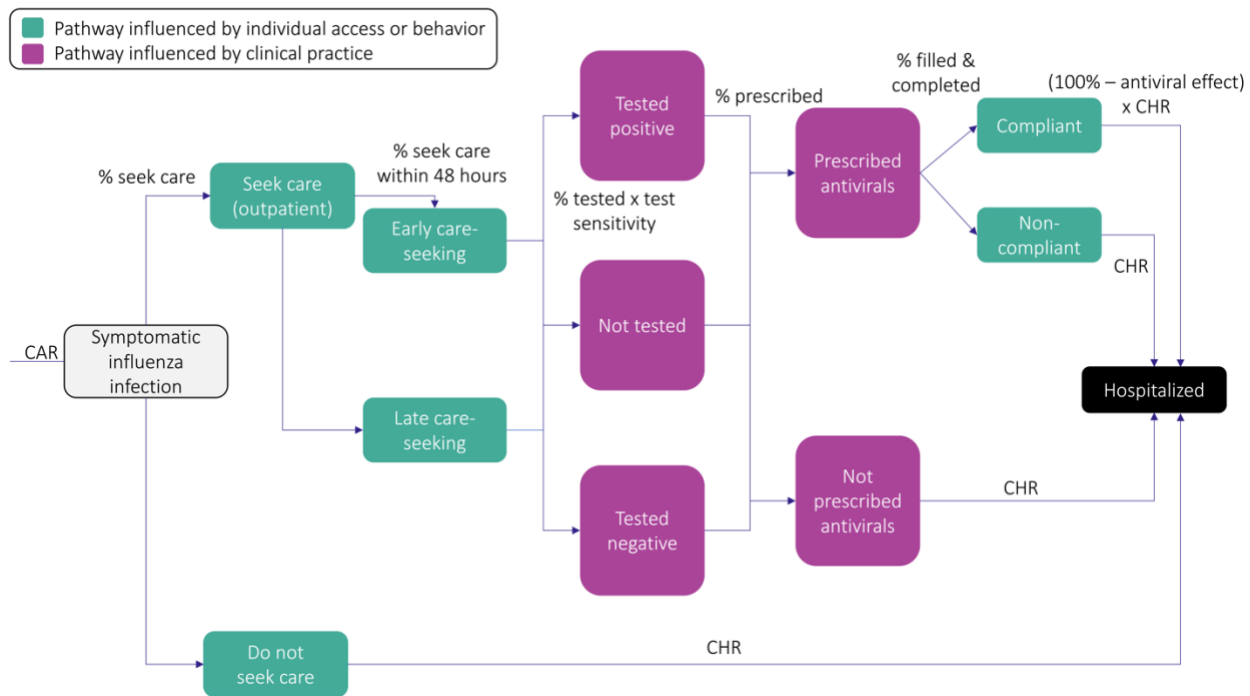 Pathway influenced by individual access or behavior
Pathway influenced by clinical practice
CAR
Symptomatic
influenza
infection
% seek care
Seek care
(outpatient)
% seek care
within 48 hours
Early care-
seeking
Late care-
seeking
Do not
seek care
% tested x test
sensitivity
Tested
positive
Not tested
Tested
negative
% prescribed
Prescribed
antivirals
Not
prescribed
antivirals
% filled &
completed
Compliant
Non-
compliant
(100% – antiviral effect)
x CHR
CHR
CHR
CHR
Hospitalized